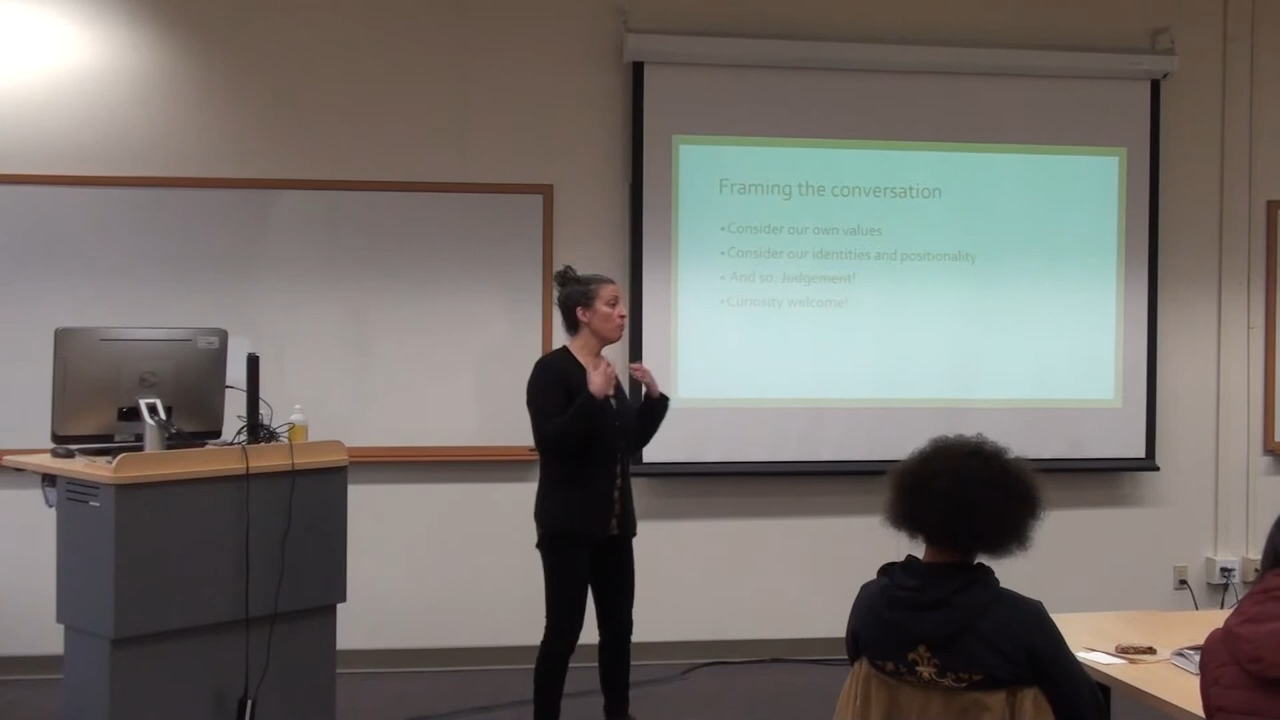 Framing the conversation
•Consider our own values
•Consider our identities and positionality
• And so, Judgement!
•Curiosity welcome!